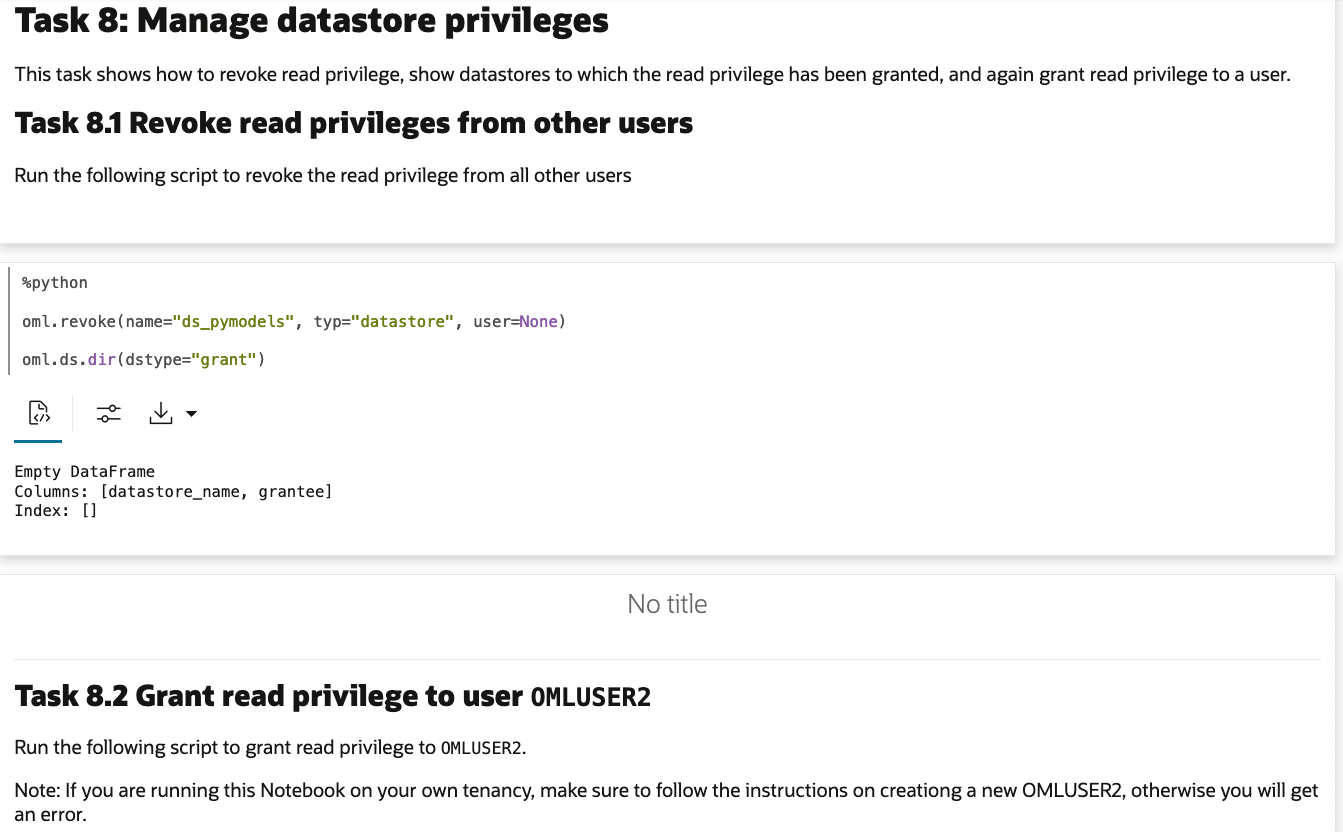 Task 8: Manage datastore privileges
This task shows how to revoke read privilege, show datastores to which the read privilege has been granted, and again grant read privilege to a user.
Task 8.1 Revoke read privileges from other users
Run the following script to revoke the read privilege from all other users
%python
oml.revoke(name="ds_pymodels", typ="datastore", user=None)
oml.ds.dir(dstype="grant")
Empty DataFrame
Columns: [datastore_name, grantee]
Index: []
No title
Task 8.2 Grant read privilege to user OMLUSER2
Run the following script to grant read privilege to OMLUSER2.
Note: If you are running this Notebook on your own tenancy, make sure to follow the instructions on creationg a new OMLUSER2, otherwise you will get
an error.